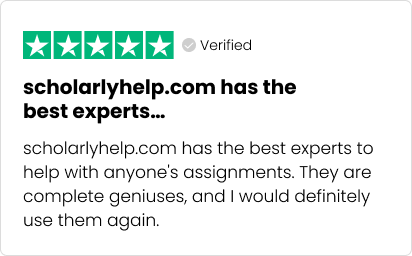 Verified
scholarlyhelp.com has the
best experts...
scholarlyhelp.com has the best experts to
help with anyone's assignments. They are
complete geniuses, and I would definitely
use them again.